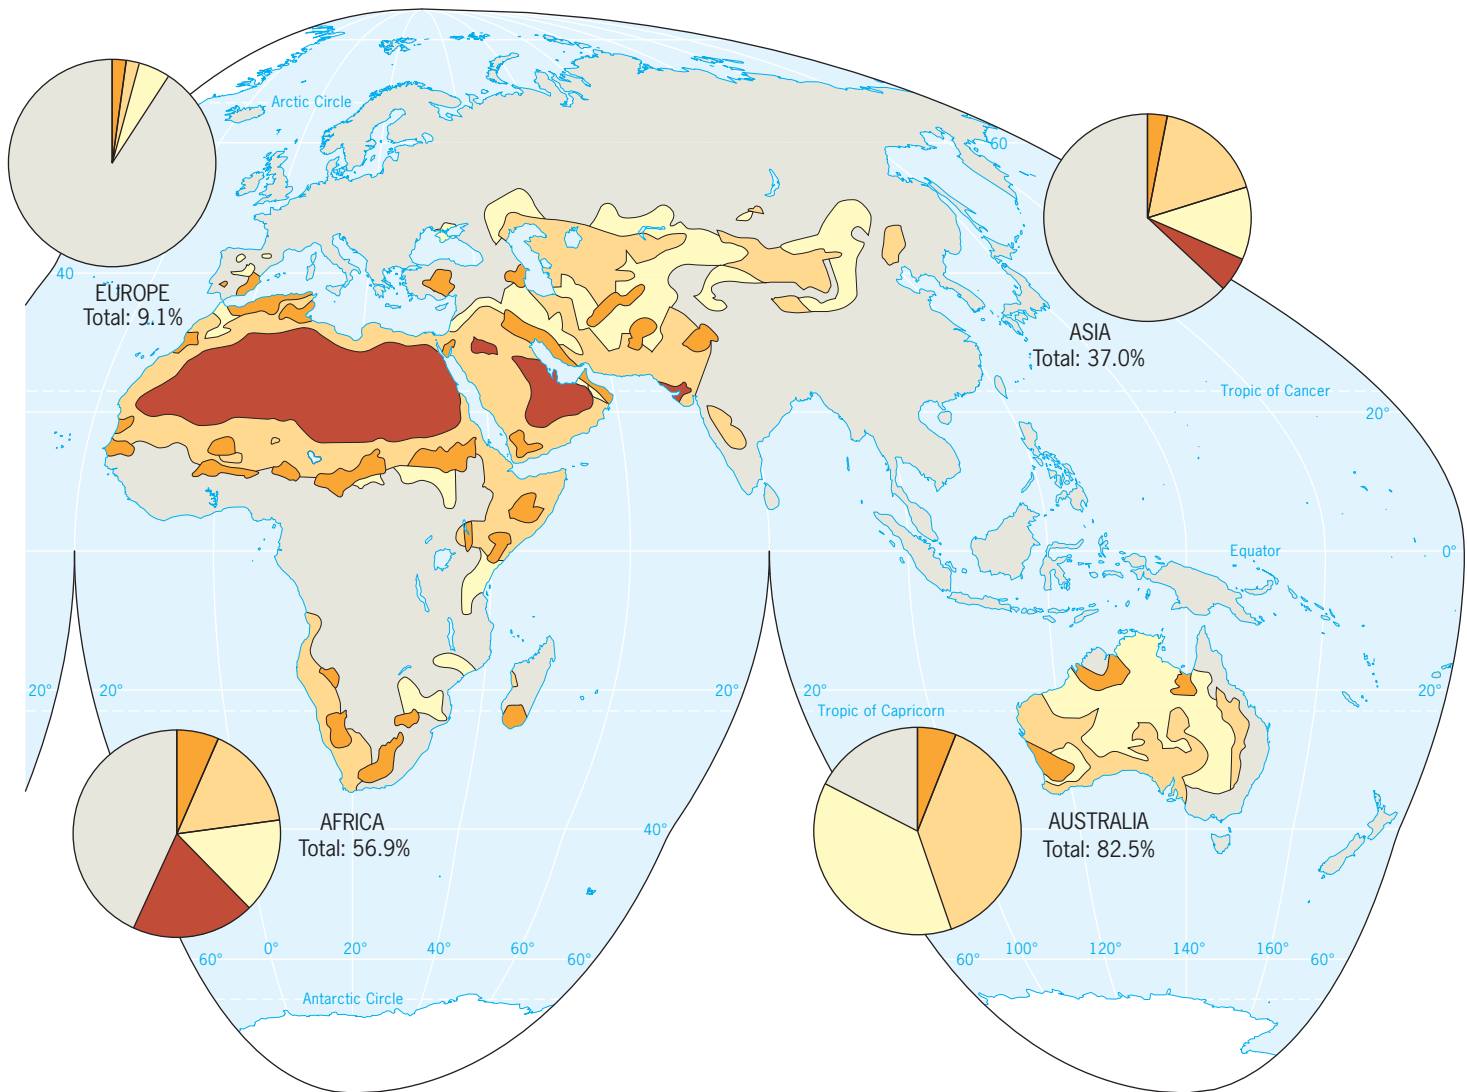 Arctic Circle
60
40
EUROPE
Total: 9.1%
ASIA
Total: 37.0%
Tropic of Cancer
20°
Equator
0°
20°
20°
20°
20°
20°
Tropic of Capricorn
AFRICA
Total: 56.9%
40°
AUSTRALIA
Total: 82.5%
60°
0°
20°
40°
60°
60°
60°
100°
120°
140°
160°
60°
Antarctic Circle